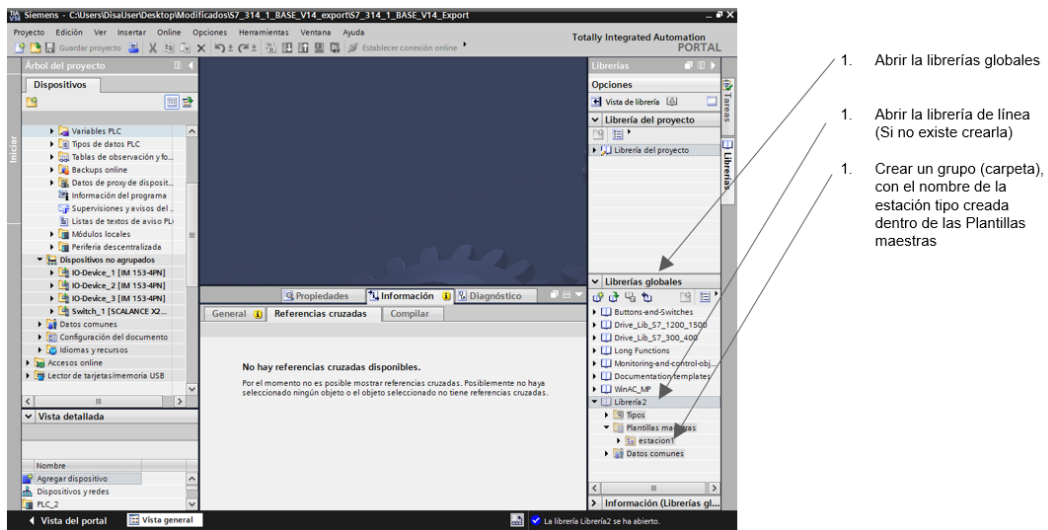 Siemens - C:\Users\DisaUser\Desktop\Modificados\S7_314_1_BASE_V14_export\S7_314_1_BASE_V14_Export
Proyecto Edición Ver Insertar Online Opciones Herramientas Ventana Ayuda
Guardar proyecto
Establecer conexión online
Totally Integrated Automation
PORTAL
Árbol del proyecto
Dispositivos
Iniciar
Variables PLC
Tipos de datos PLC
Tablas de observación y fo...
Backups online
Datos de proxy de disposit...
Información del programa
Supervisiones y avisos del ...
Listas de textos de aviso PL
Módulos locales
Periferia descentralizada
Dispositivos no agrupados
IO-Device_1 [IM 153-4PN]
IO-Device_2 [IM 153-4PN]
IO-Device_3 [IM 153-4PN]
Switch_1 [SCALANCE X2...
Datos comunes
Configuración del documento
Idiomas y recursos
Accesos online
Lector de tarjetas/memoria USB
Vista detallada
Nombre
Agregar dispositivo
Dispositivos y redes
PLC_2
Propiedades
Información
Diagnóstico
General
Referencias cruzadas
Compilar
No hay referencias cruzadas disponibles.
Por el momento no es posible mostrar referencias cruzadas. Posiblemente no haya
seleccionado ningún objeto o el objeto seleccionado no tiene referencias cruzadas.
Librerías
Opciones
Vista de librería
Librería del proyecto
Librería del proyecto
Tareas
Librerías
Librerías globales
Buttons-and-Switches
Drive_Lib_S7_1200_1500
Drive_Lib_S7_300_400
Long Functions
Monitoring-and-control-obj...
Documentation templates
WinAC_MP
Librería2
Tipos
Plantillas maestras
estacion1
Datos comunes
Información (Librerías gl...
Vista del portal
Vista general
La librería Librería2 se ha abierto.
1. Abrir la librerías globales
1. Abrir la librería de línea
(Si no existe crearla)
1. Crear un grupo (carpeta),
con el nombre de la
estación tipo creada
dentro de las Plantillas
maestras